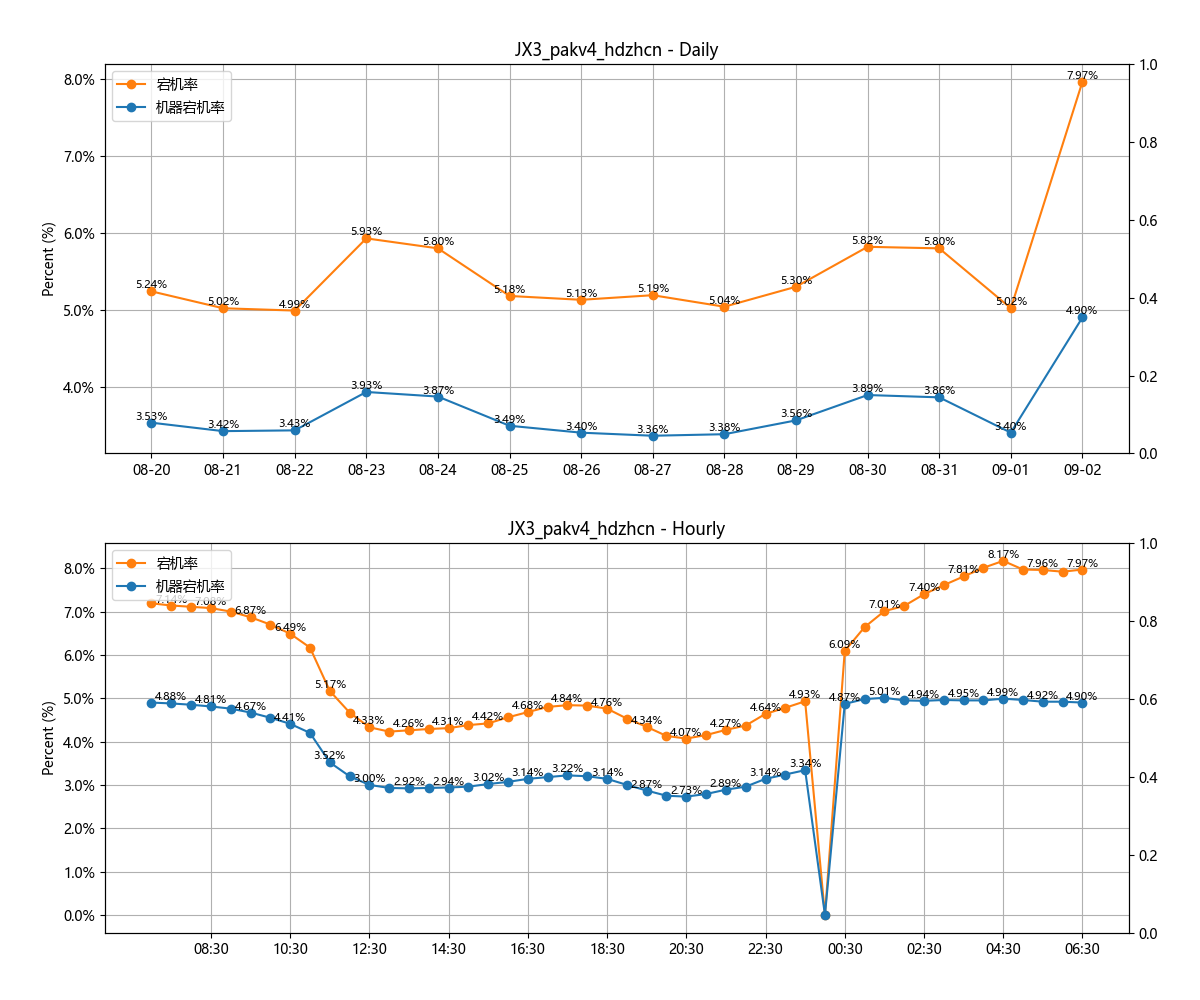 JX3_pakv4_hdzhcn - Daily
宕机率
机器宕机率
Percent (%)
8.0%
7.0%
6.0%
5.0%
4.0%
1.0
0.8
0.6
0.4
0.2
0.0
5.24% 5.02% 4.99% 5.93% 5.80% 5.18% 5.13% 5.19% 5.04% 5.30% 5.82% 5.80% 5.02% 7.97%
3.53% 3.42% 3.43% 3.93% 3.87% 3.49% 3.40% 3.36% 3.38% 3.56% 3.89% 3.86% 3.40% 4.90%
08-20 08-21 08-22 08-23 08-24 08-25 08-26 08-27 08-28 08-29 08-30 08-31 09-01 09-02
JX3_pakv4_hdzhcn - Hourly
宕机率
机器宕机率
Percent (%)
8.0%
7.0%
6.0%
5.0%
4.0%
3.0%
2.0%
1.0%
0.0%
1.0
0.8
0.6
0.4
0.2
0.0
7.14% 7.08% 6.87% 6.49% 5.17% 4.33% 4.26% 4.31% 4.42% 4.68% 4.84% 4.76% 4.34% 4.07% 4.27% 4.64% 4.93% 6.09% 7.01% 7.40% 7.81% 8.17% 7.96% 7.97%
4.88% 4.81% 4.67% 4.41% 3.52% 3.00% 2.92% 2.94% 3.02% 3.14% 3.22% 3.14% 2.87% 2.73% 2.89% 3.14% 3.34% 4.87% 5.01% 4.94% 4.95% 4.99% 4.92% 4.90%
08:30 10:30 12:30 14:30 16:30 18:30 20:30 22:30 00:30 02:30 04:30 06:30